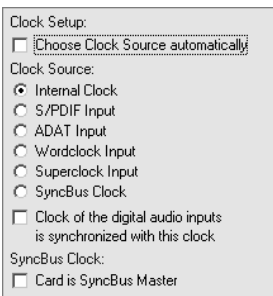 Clock Setup:
Choose Clock Source automatically
Clock Source:
Internal Clock
S/PDIF Input
ADAT Input
Wordclock Input
Superclock Input
SyncBus Clock
Clock of the digital audio inputs
is synchronized with this clock
SyncBus Clock:
Card is SyncBus Master